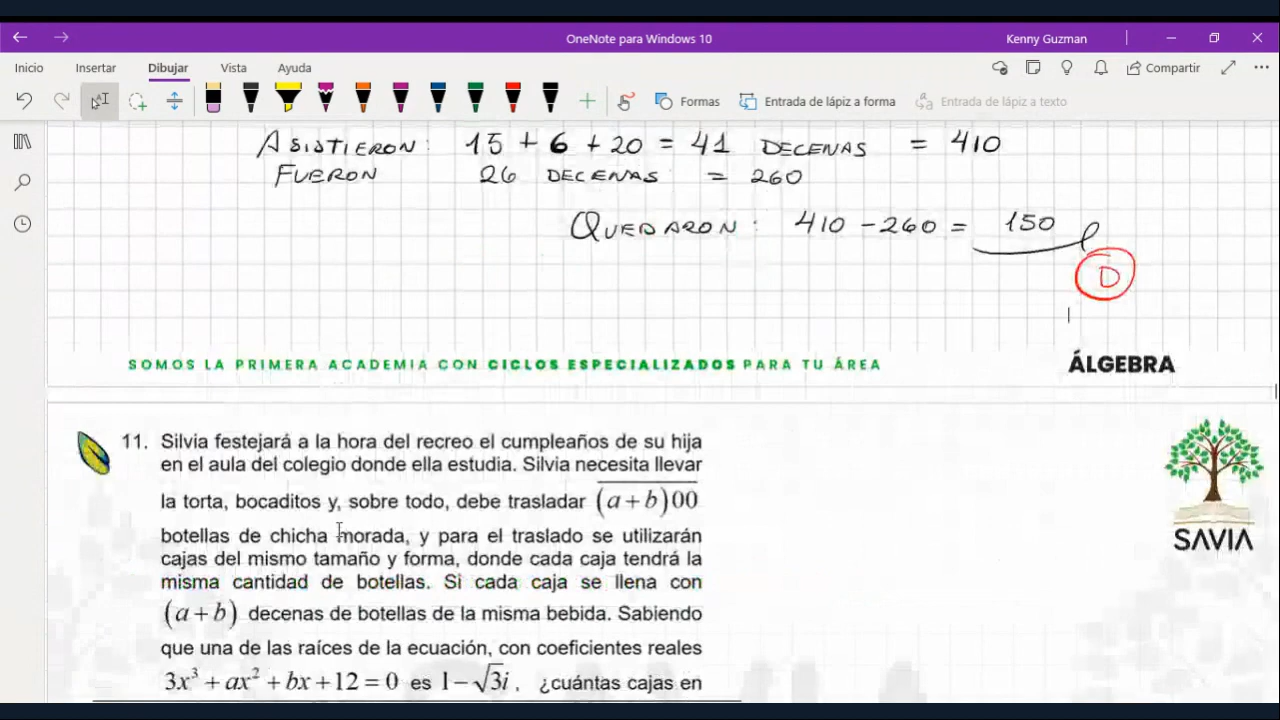 OneNote para Windows 10
Kenny Guzman
Inicio Insertar Dibujar Vista Ayuda
Compartir
Formas Entrada de lápiz a forma Entrada de lápiz a texto
ASISTIERON: 15 + 6 + 20 = 41 DECENAS = 410
FUERON 26 DECENAS = 260
QUEDARON: 410 - 260 = 150
D
SOMOS LA PRIMERA ACADEMIA CON CICLOS ESPECIALIZADOS PARA TU ÁREA
ÁLGEBRA
11. Silvia festejará a la hora del recreo el cumpleaños de su hija
en el aula del colegio donde ella estudia. Silvia necesita llevar
la torta, bocaditos y, sobre todo, debe trasladar \overline{(a+b)00}
botellas de chicha morada, y para el traslado se utilizarán
cajas del mismo tamaño y forma, donde cada caja tendrá la
misma cantidad de botellas. Si cada caja se llena con
(a+b) decenas de botellas de la misma bebida. Sabiendo
que una de las raíces de la ecuación, con coeficientes reales
3x³ + ax² + bx + 12 = 0 es 1 − √3i, ¿cuántas cajas en
SAVIA